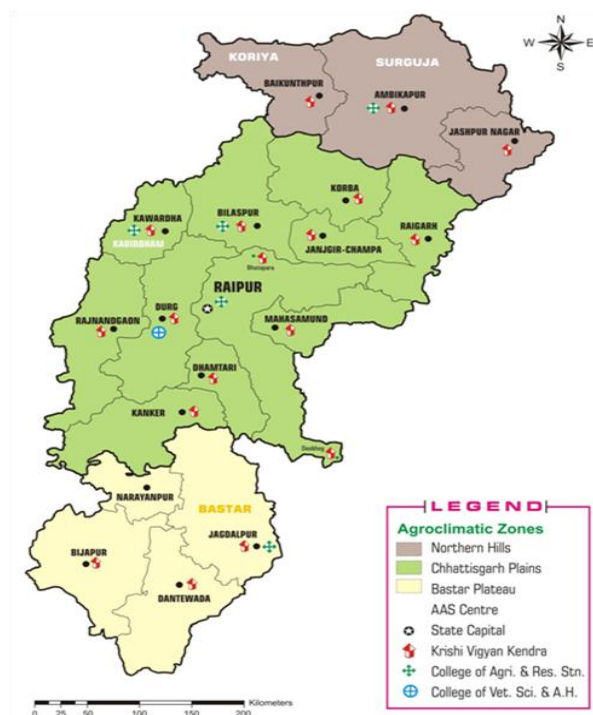 N
W E
S
KORIYA
SURGUJA
BAIKUNTHPUR
AMBIKAPUR
JASHPUR NAGAR
KORBA
KAWARDHA
BILASPUR
RAIGARH
KABIRDHAM
JANJGIR-CHAMPA
Bhatapara
RAIPUR
DURG
RAJNANDGAON
MAHASAMUND
DHAMTARI
KANKER
Deobhog
NARAYANPUR
BASTAR
JAGDALPUR
BIJAPUR
DANTEWADA
LEGEND
Agroclimatic Zones
Northern Hills
Chhattisgarh Plains
Bastar Plateau
AAS Centre
State Capital
Krishi Vigyan Kendra
College of Agri. & Res. Stn.
College of Vet. Sci. & A.H.
0 25 50 100 150 200 Kilometers